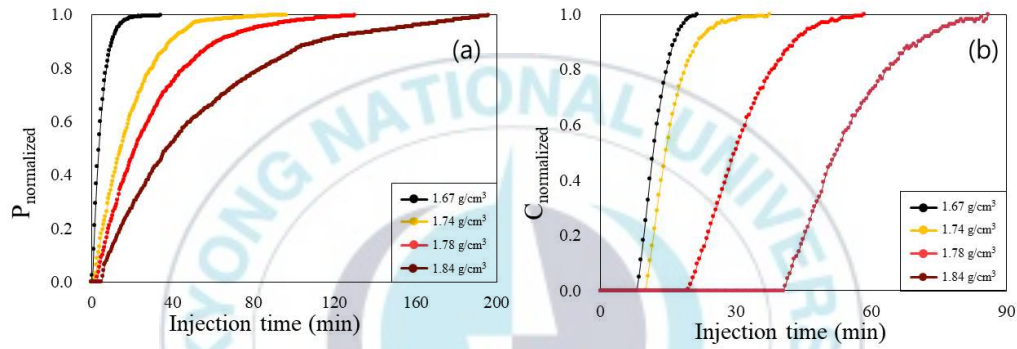 (a)
P normalized
1.0
0.8
0.6
0.4
0.2
0.0
0
40
80
120
160
200
Injection time (min)
1.67 g/cm³
1.74 g/cm³
1.78 g/cm³
1.84 g/cm³
(b)
C normalized
1.0
0.8
0.6
0.4
0.2
0.0
0
30
60
90
Injection time (min)
1.67 g/cm³
1.74 g/cm³
1.78 g/cm³
1.84 g/cm³
KYONG NATIONAL UNIVERS